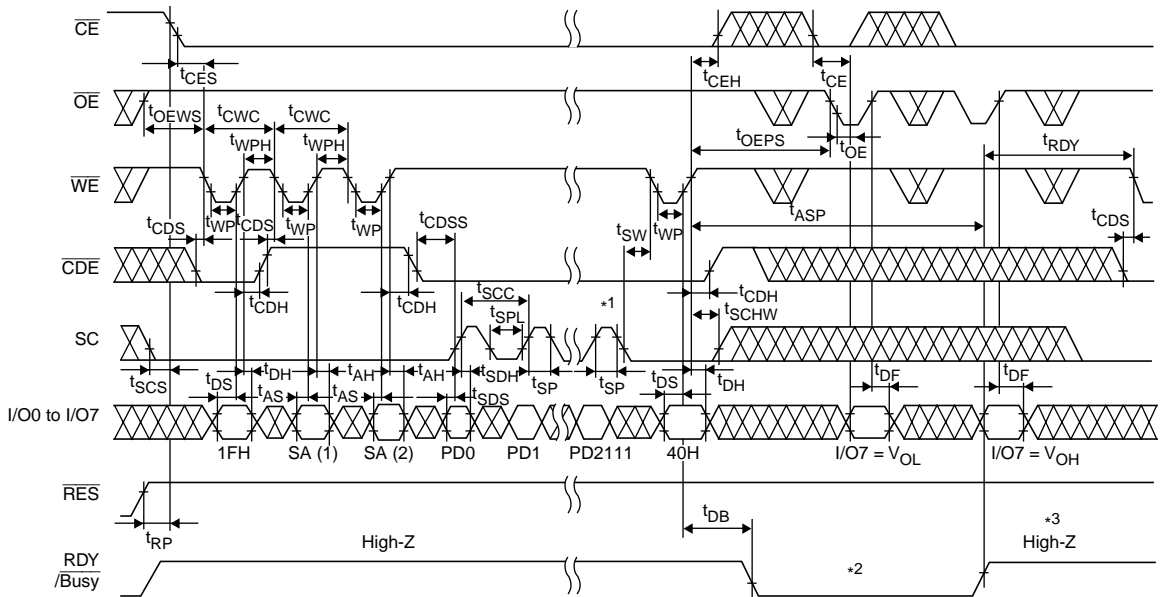 CE
tCES
tCEH
tCE
OE
tOEWS
tCWC
tCWC
tWPH
tWPH
tOEPS
tOE
tRDY
WE
tCDS
tWP
tCDS
tWP
tWP
tCDSS
tSW
tWP
tASP
tCDS
CDE
tCDH
tCDH
tSCC
tSPL
*1
tCDH
tSCHW
SC
tSCS
tDS
tDH
tAS
tAH
tAS
tAH
tSDH
tSDS
tSP
tSP
tDS
tDH
tDF
tDF
I/O0 to I/O7
1FH
SA (1)
SA (2)
PD0
PD1
PD2111
40H
I/O7 = VOL
I/O7 = VOH
RES
tRP
tDB
*3
High-Z
High-Z
RDY
/Busy
*2